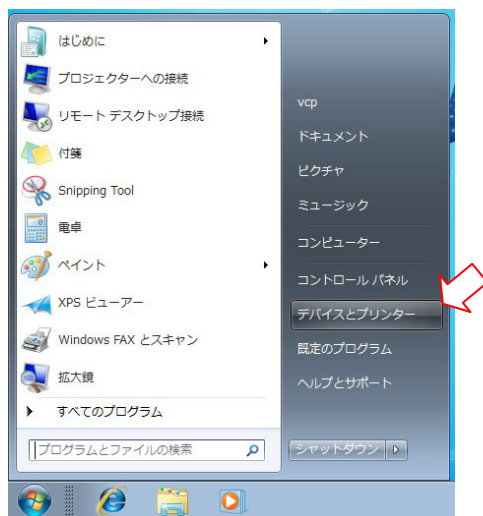 はじめに
プロジェクターへの接続
リモート デスクトップ接続
付箋
Snipping Tool
電卓
ペイント
XPS ビューアー
Windows FAX とスキャン
拡大鏡
すべてのプログラム
プログラムとファイルの検索
vcp
ドキュメント
ピクチャ
ミュージック
コンピューター
コントロール パネル
デバイスとプリンター
既定のプログラム
ヘルプとサポート
シャットダウン